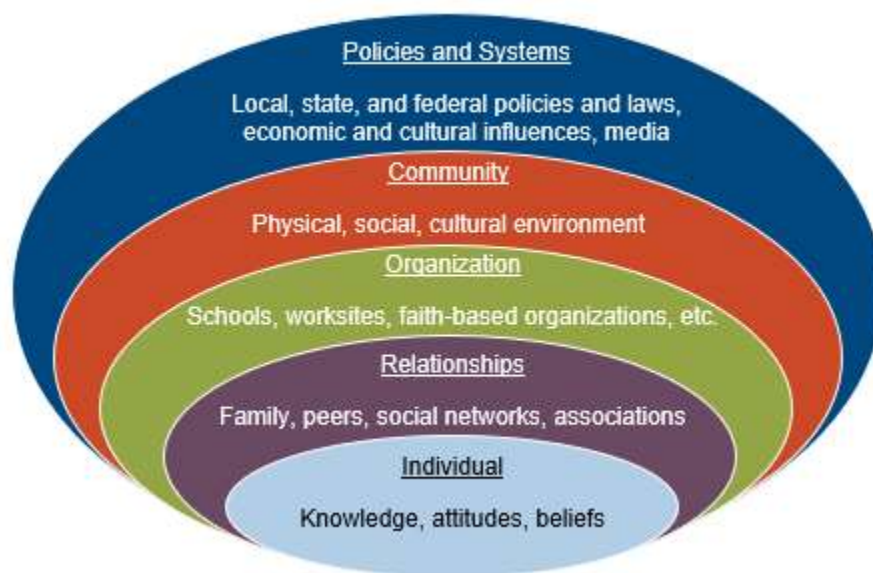 Policies and Systems
Local, state, and federal policies and laws,
economic and cultural influences, media
Community
Physical, social, cultural environment
Organization
Schools, worksites, faith-based organizations, etc.
Relationships
Family, peers, social networks, associations
Individual
Knowledge, attitudes, beliefs